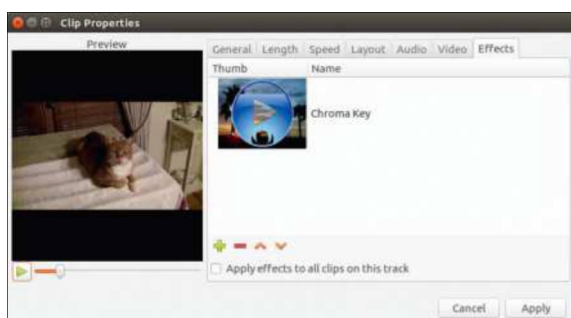 Clip Properties
Preview
General Length Speed Layout Audio Video Effects
Thumb Name
Chroma Key
Apply effects to all clips on this track
Cancel Apply